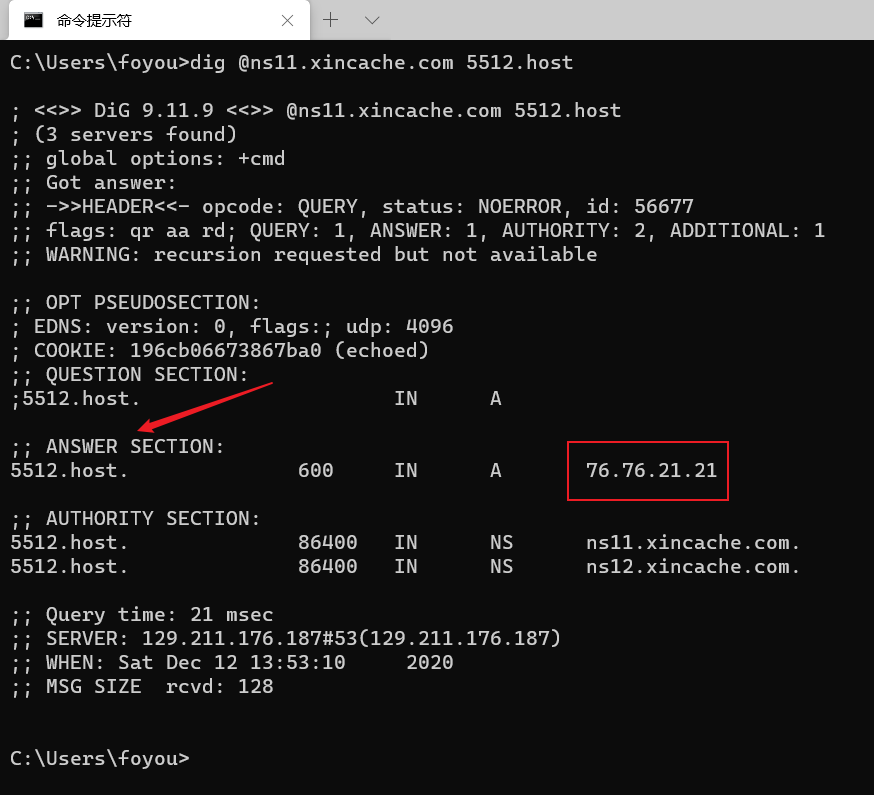 命令提示符
C:\Users\foyou>dig @ns11.xincache.com 5512.host
; <<>> DiG 9.11.9 <<>> @ns11.xincache.com 5512.host
; (3 servers found)
;; global options: +cmd
;; Got answer:
;; ->>HEADER<<- opcode: QUERY, status: NOERROR, id: 56677
;; flags: qr aa rd; QUERY: 1, ANSWER: 1, AUTHORITY: 2, ADDITIONAL: 1
;; WARNING: recursion requested but not available
;; OPT PSEUDOSECTION:
; EDNS: version: 0, flags:; udp: 4096
; COOKIE: 196cb06673867ba0 (echoed)
;; QUESTION SECTION:
;5512.host. IN A
;; ANSWER SECTION:
5512.host. 600 IN A 76.76.21.21
;; AUTHORITY SECTION:
5512.host. 86400 IN NS ns11.xincache.com.
5512.host. 86400 IN NS ns12.xincache.com.
;; Query time: 21 msec
;; SERVER: 129.211.176.187#53(129.211.176.187)
;; WHEN: Sat Dec 12 13:53:10 2020
;; MSG SIZE rcvd: 128
C:\Users\foyou>